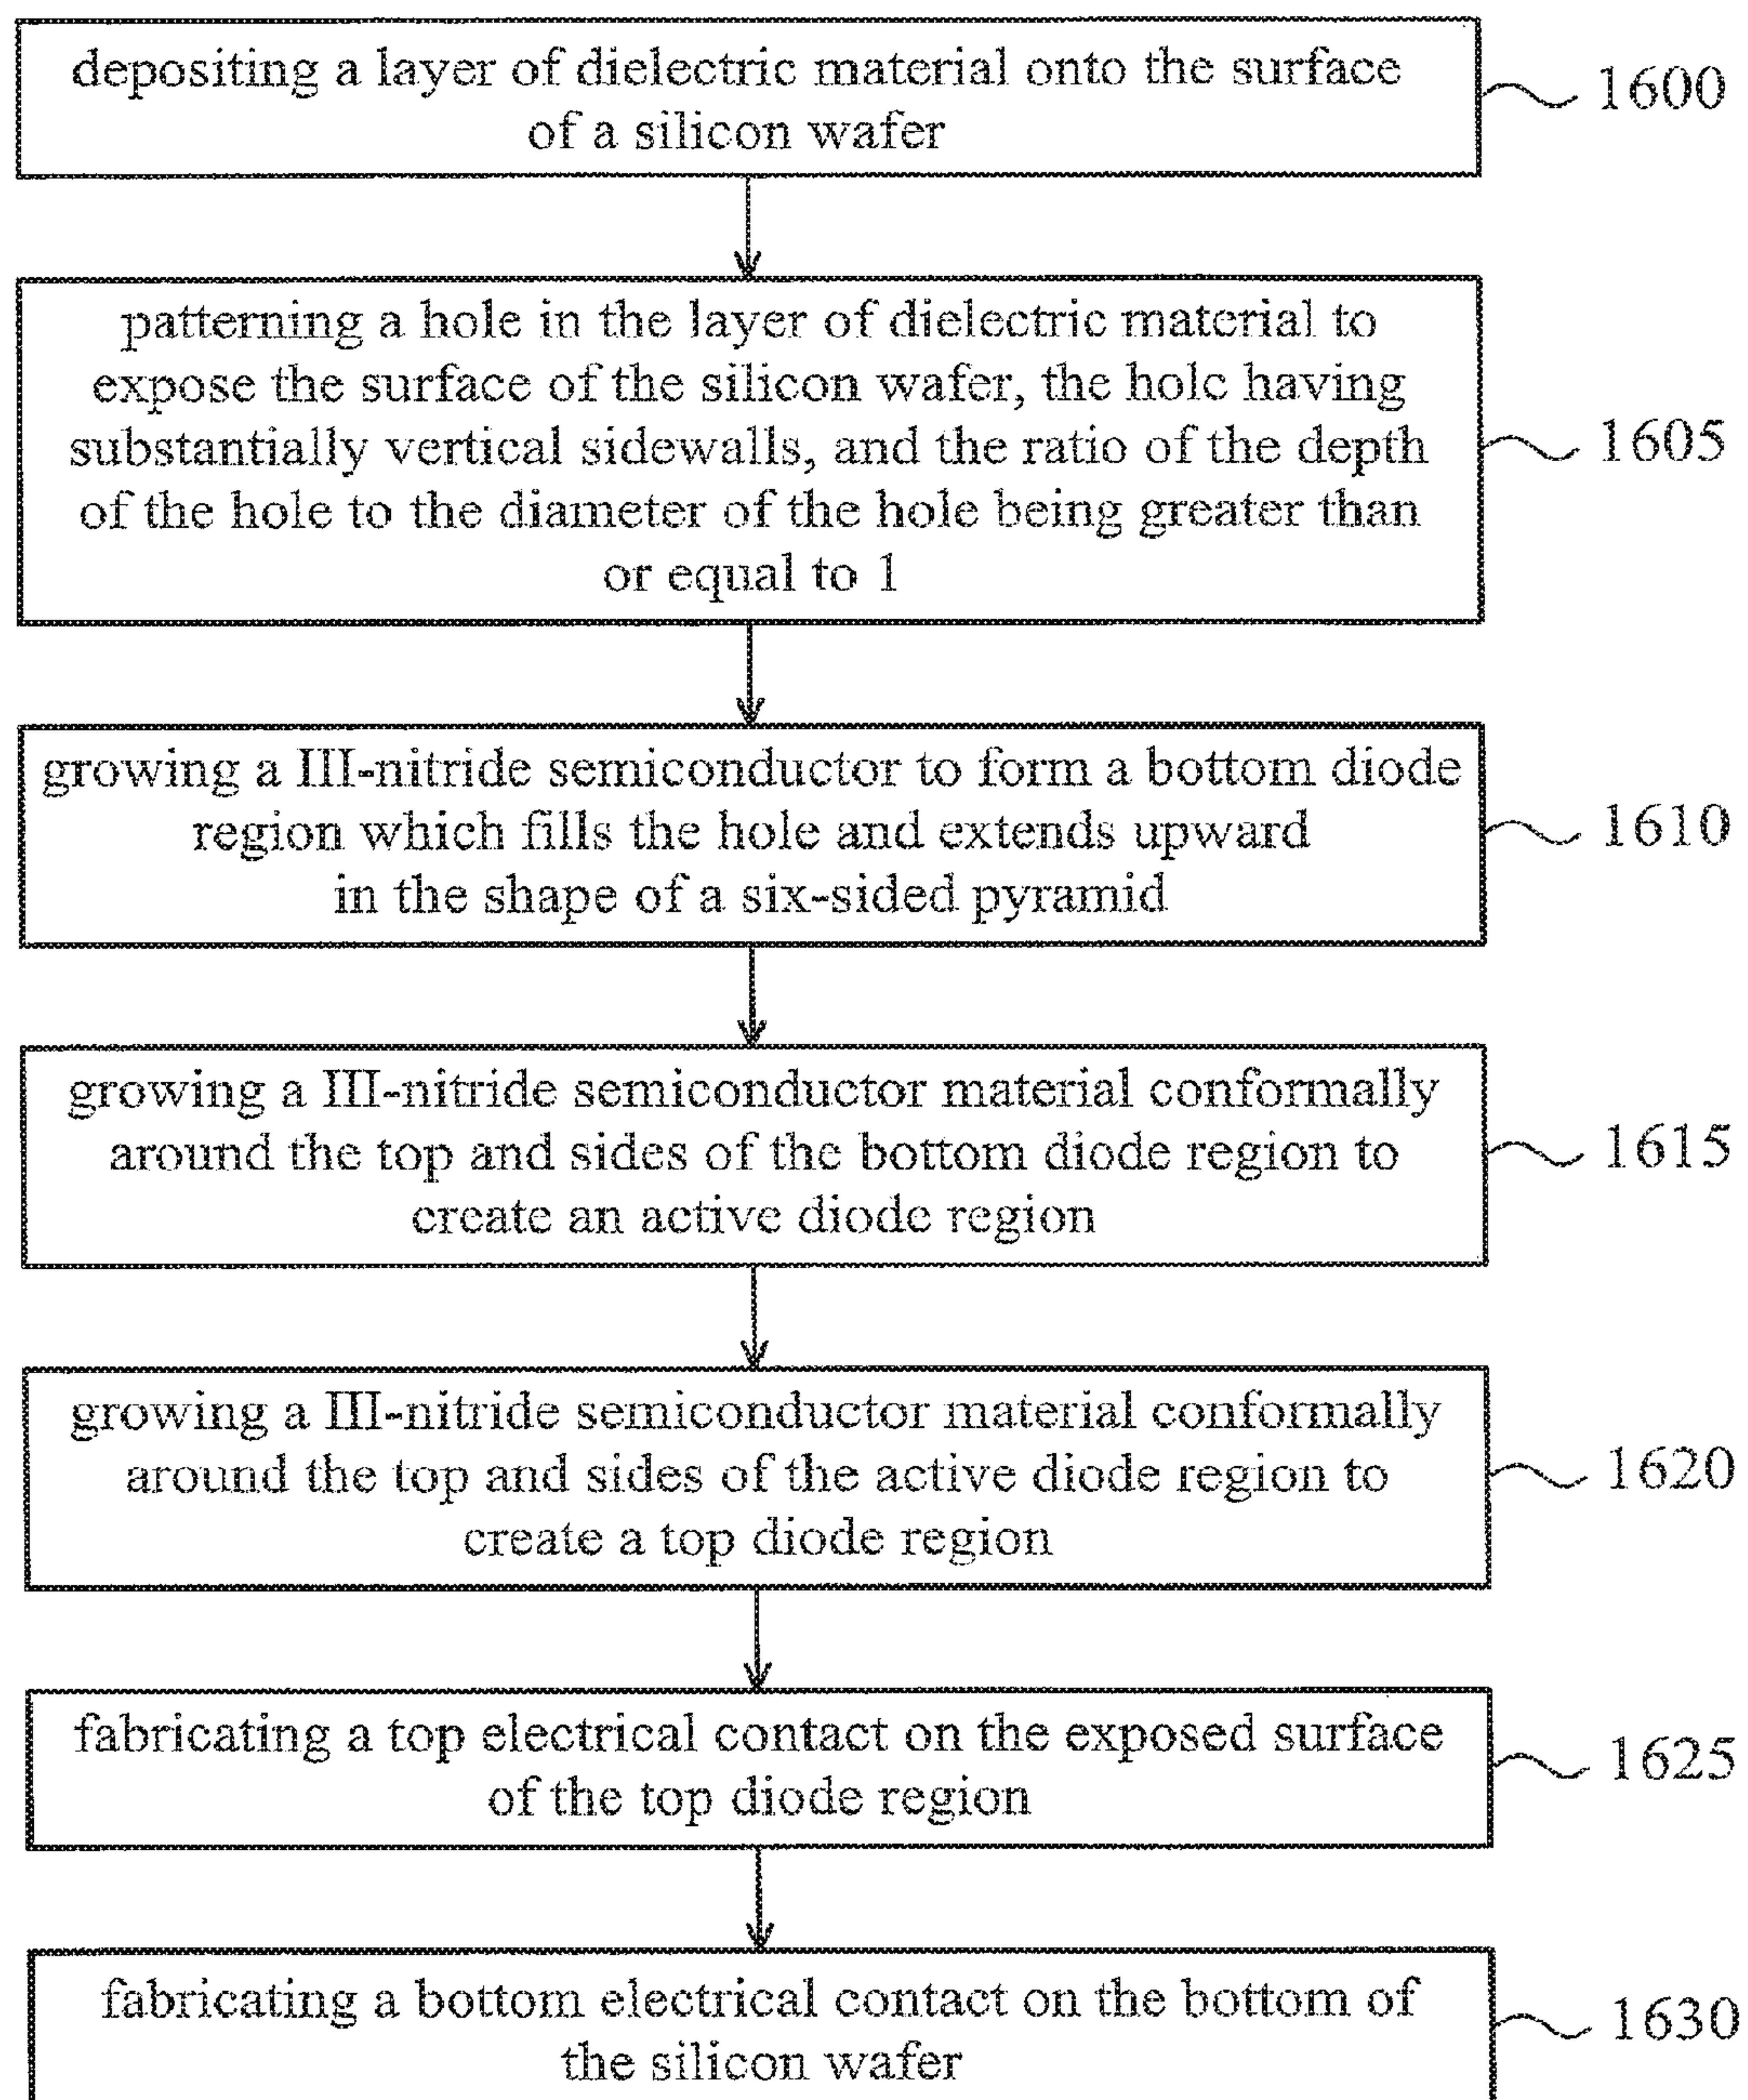 depositing a layer of dielectric material onto the surface
of a silicon wafer
1600
patterning a hole in the layer of dielectric material to
expose the surface of the silicon wafer, the hole having
substantially vertical sidewalls, and the ratio of the depth
of the hole to the diameter of the hole being greater than
or equal to 1
1605
growing a III-nitride semiconductor to form a bottom diode
region which fills the hole and extends upward
in the shape of a six-sided pyramid
1610
growing a III-nitride semiconductor material conformally
around the top and sides of the bottom diode region to
create an active diode region
1615
growing a III-nitride semiconductor material conformally
around the top and sides of the active diode region to
create a top diode region
1620
fabricating a top electrical contact on the exposed surface
of the top diode region
1625
fabricating a bottom electrical contact on the bottom of
the silicon wafer
1630